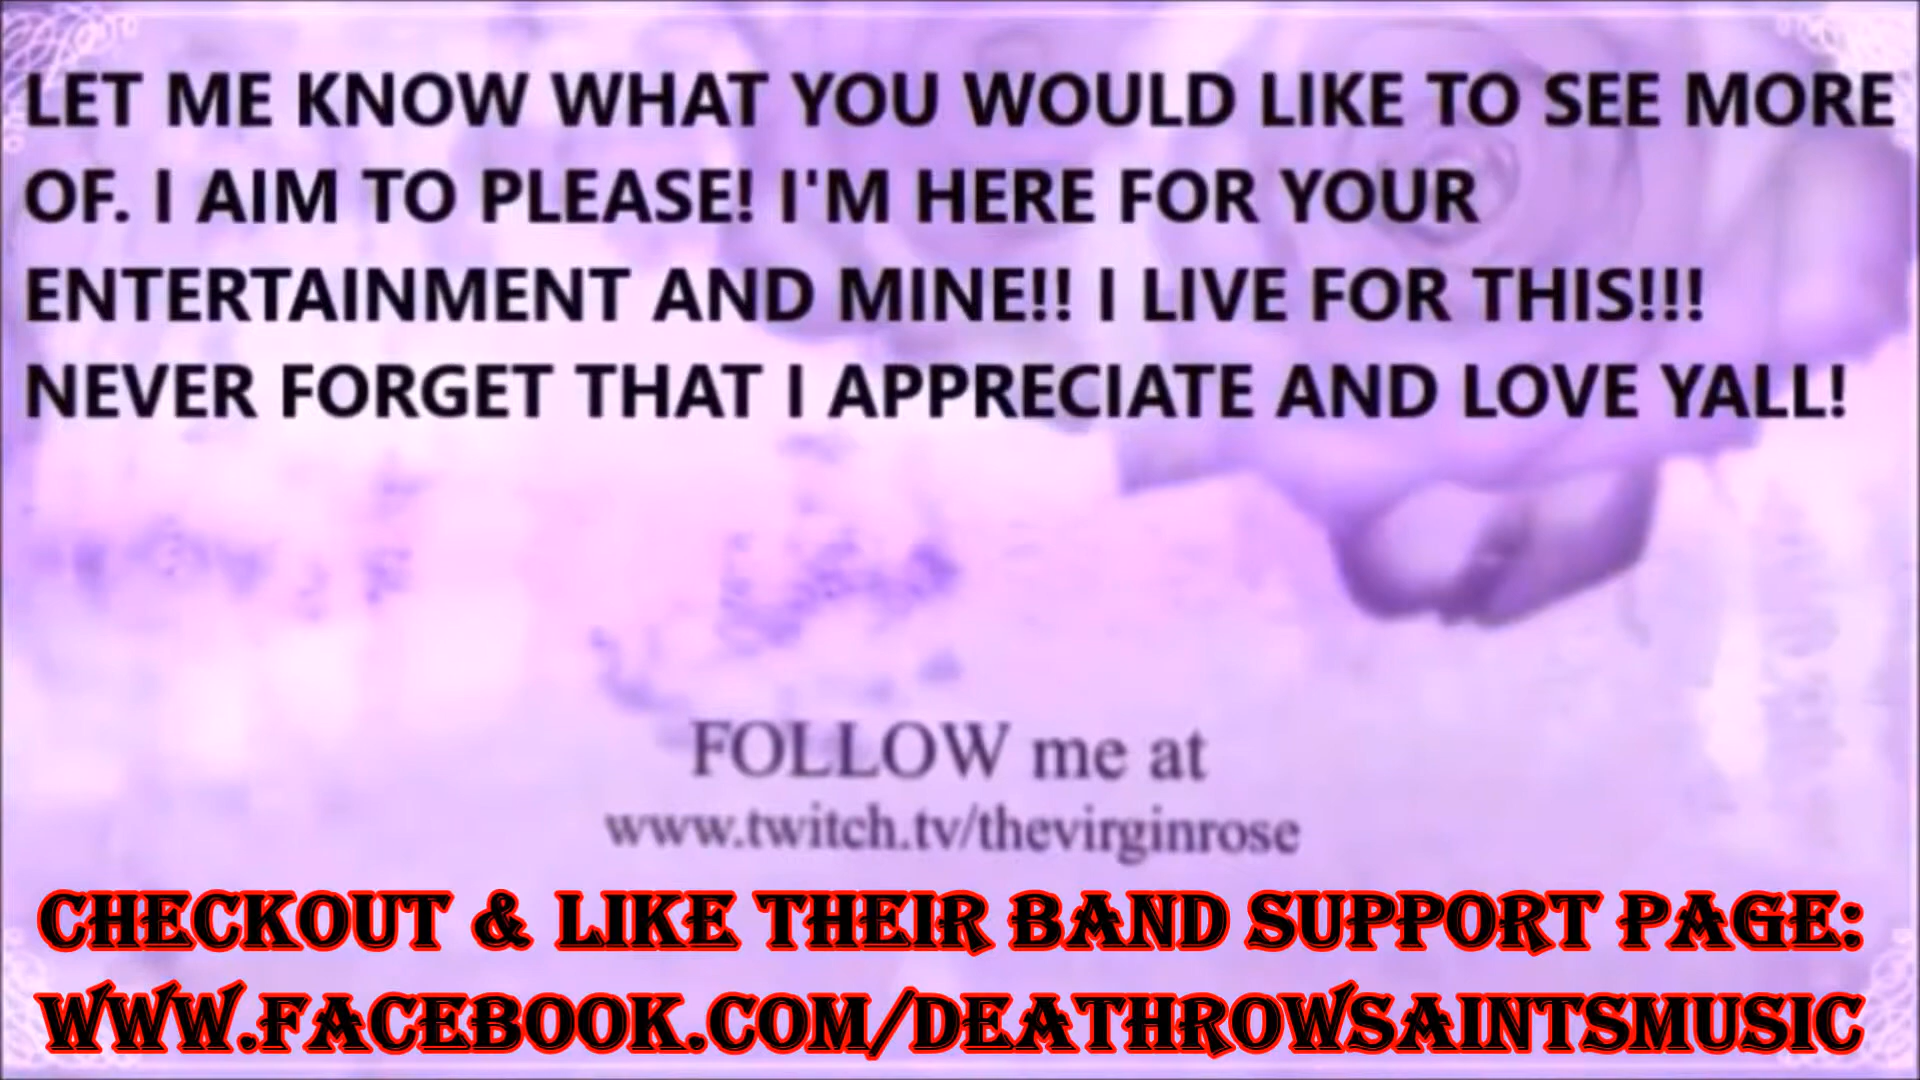 LET ME KNOW WHAT YOU WOULD LIKE TO SEE MORE
OF. I AIM TO PLEASE! I'M HERE FOR YOUR
ENTERTAINMENT AND MINE!! I LIVE FOR THIS!!!
NEVER FORGET THAT I APPRECIATE AND LOVE YALL!
FOLLOW me at
www.twitch.tv/thevirginrose
CHECKOUT & LIKE THEIR BAND SUPPORT PAGE:
WWW.FACEBOOK.COM/DEATHROWSAINTSMUSIC